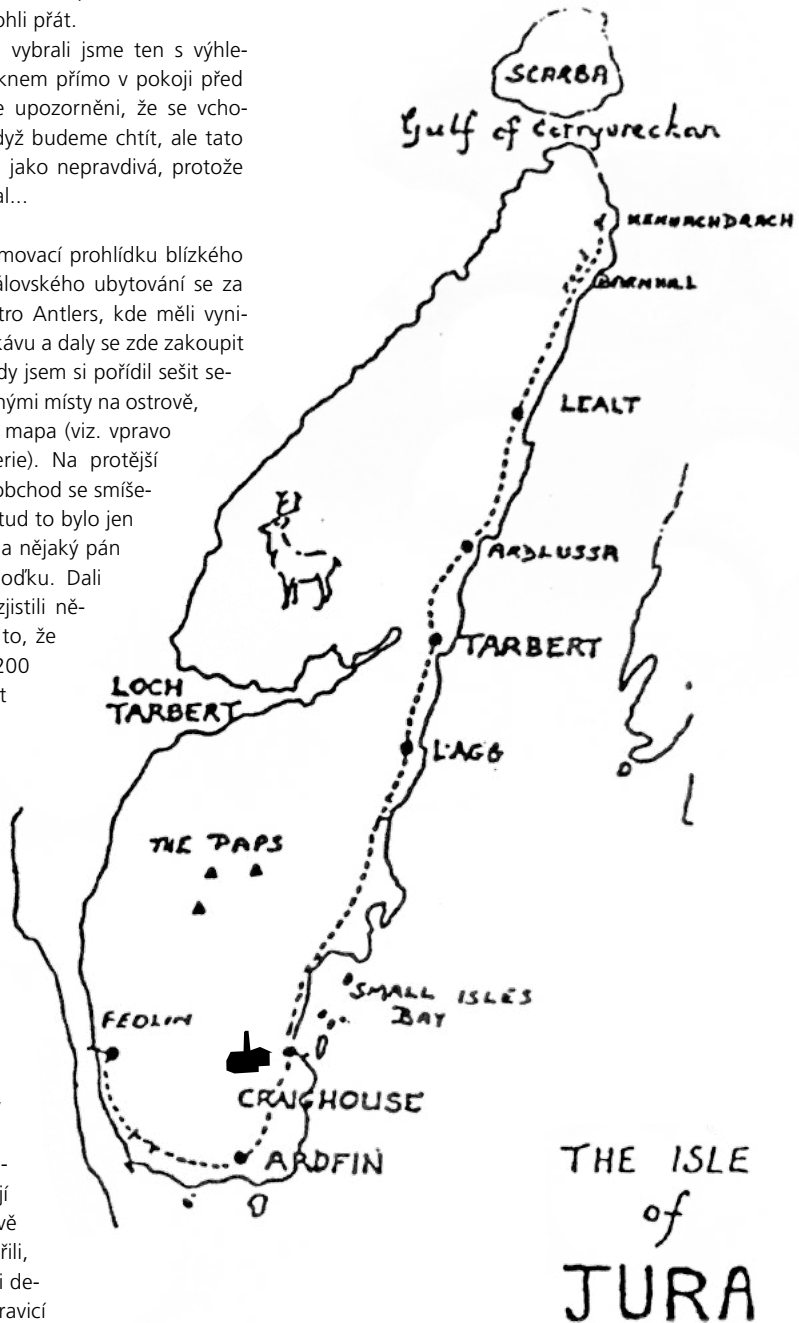 ohli přát.
vybrali jsme ten s výhle-
knem přímo v pokoji před
e upozorněni, že se vcho-
dyž budeme chtít, ale tato
jako nepravdivá, protože
al...
movací prohlídku blízkého
álovského ubytování se za
tro Antlers, kde měli vyni-
kávu a daly se zde zakoupit
dy jsem si pořídil sešit se-
nými místy na ostrově,
mapa (viz. vpravo
erie). Na protější
obchod se smíše-
tud to bylo jen
a nějaký pán
oďku. Dali
zjistili ně-
to, že
200
t
-
jí
vě
řili,
i de-
ravicí
SCARBA
Gulf of Corryvreckan
KENUACHDRACH
BARNHILL
LEALT
ARDLUSSA
TARBERT
LOCH
TARBERT
LAGG
THE PAPS
SMALL ISLES
BAY
FEOLIN
CRAIGHOUSE
ARDFIN
THE ISLE
of
JURA